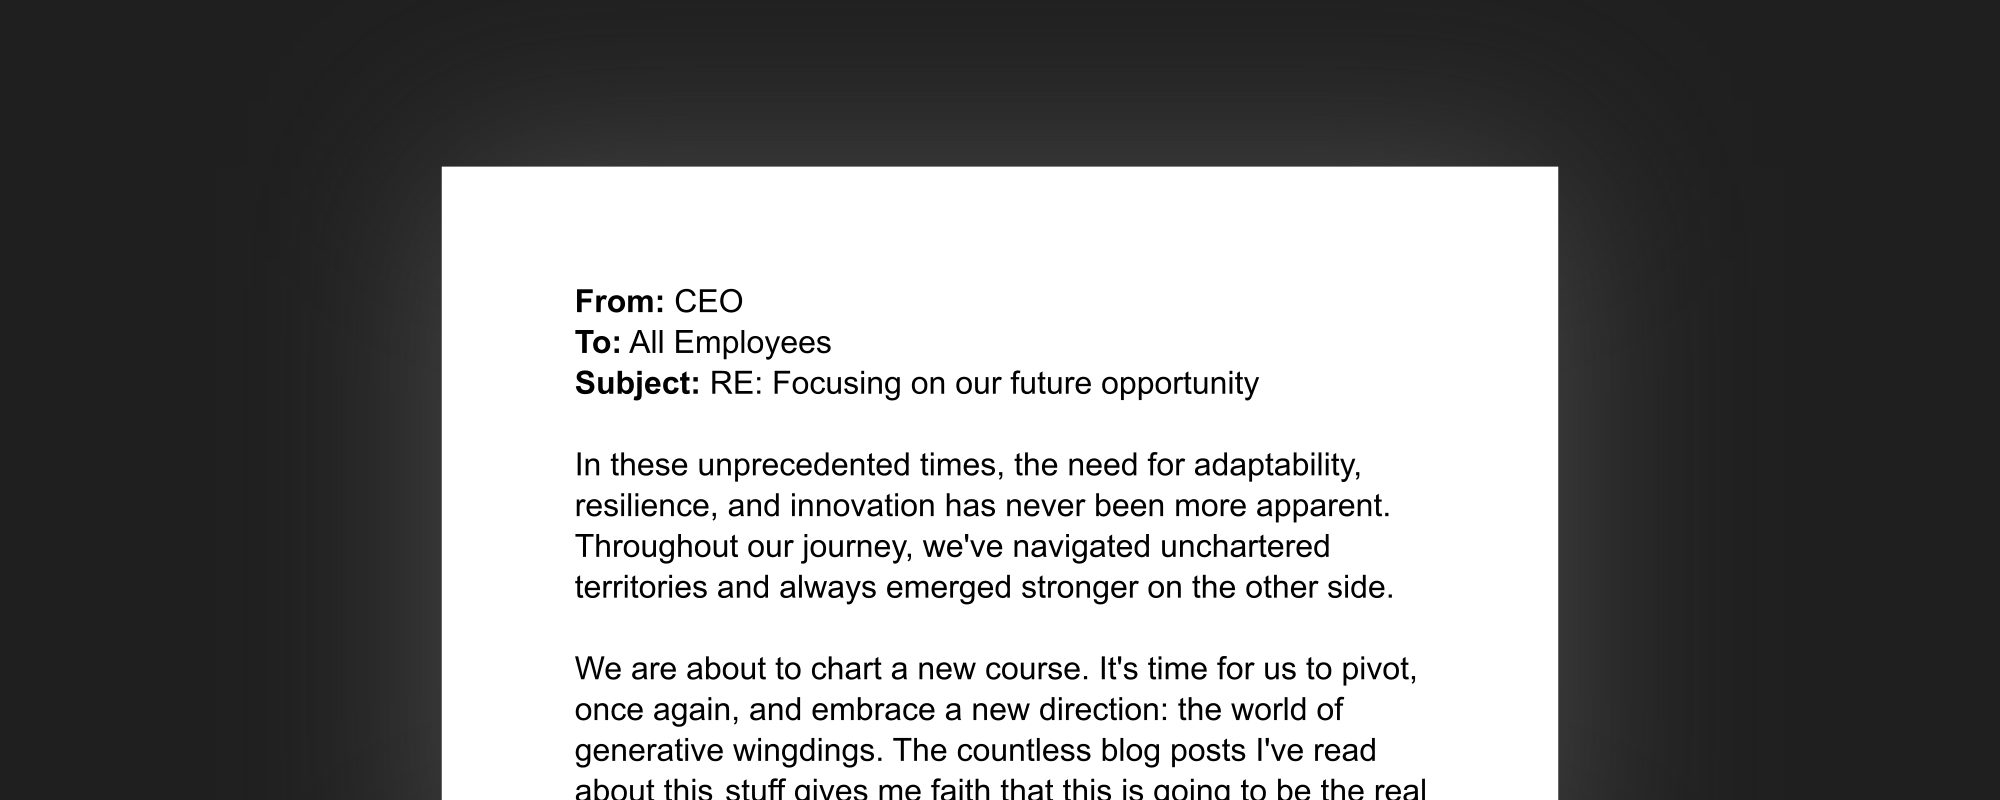 From: CEO
To: All Employees
Subject: RE: Focusing on our future opportunity
In these unprecedented times, the need for adaptability,
resilience, and innovation has never been more apparent.
Throughout our journey, we've navigated unchartered
territories and always emerged stronger on the other side.
We are about to chart a new course. It's time for us to pivot,
once again, and embrace a new direction: the world of
generative wingdings. The countless blog posts I've read
about this stuff gives me faith that this is going to be the real